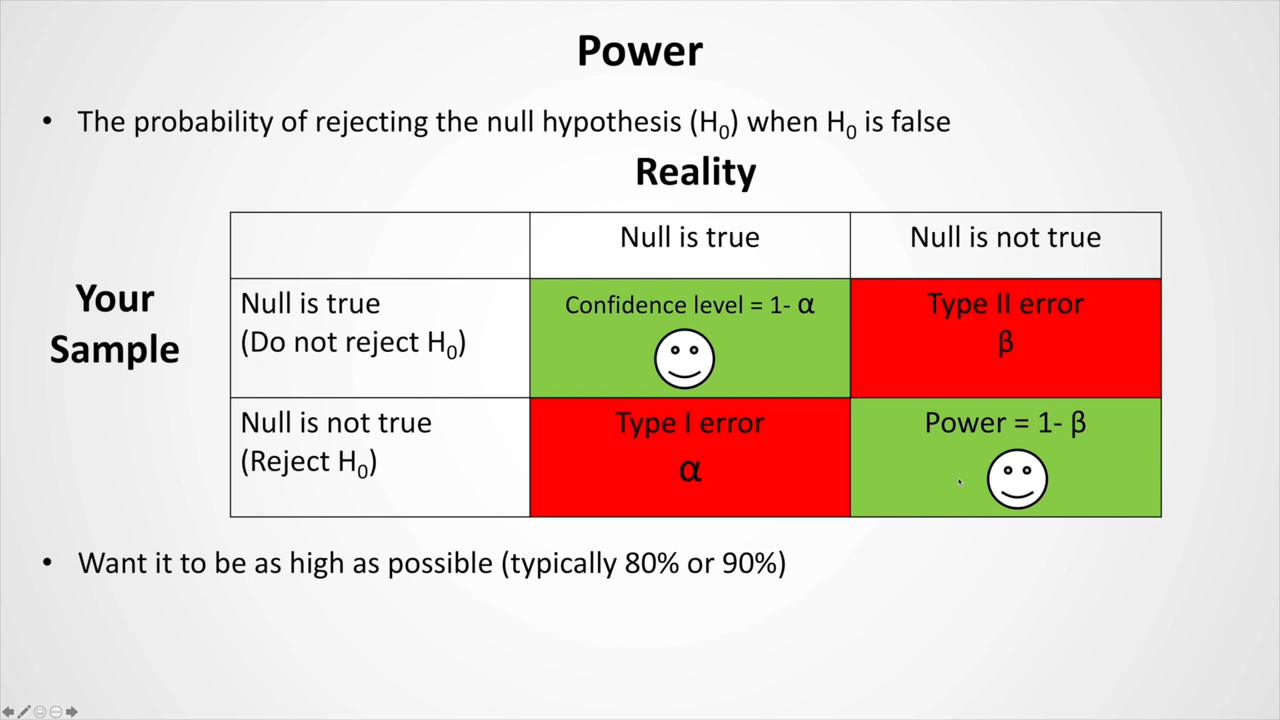 Power
• The probability of rejecting the null hypothesis (H₀) when H₀ is false
Reality
Null is true
Null is not true
Your
Sample
Null is true
(Do not reject H₀)
Confidence level = 1- α
Type II error
β
Null is not true
(Reject H₀)
Type I error
α
Power = 1- β
• Want it to be as high as possible (typically 80% or 90%)